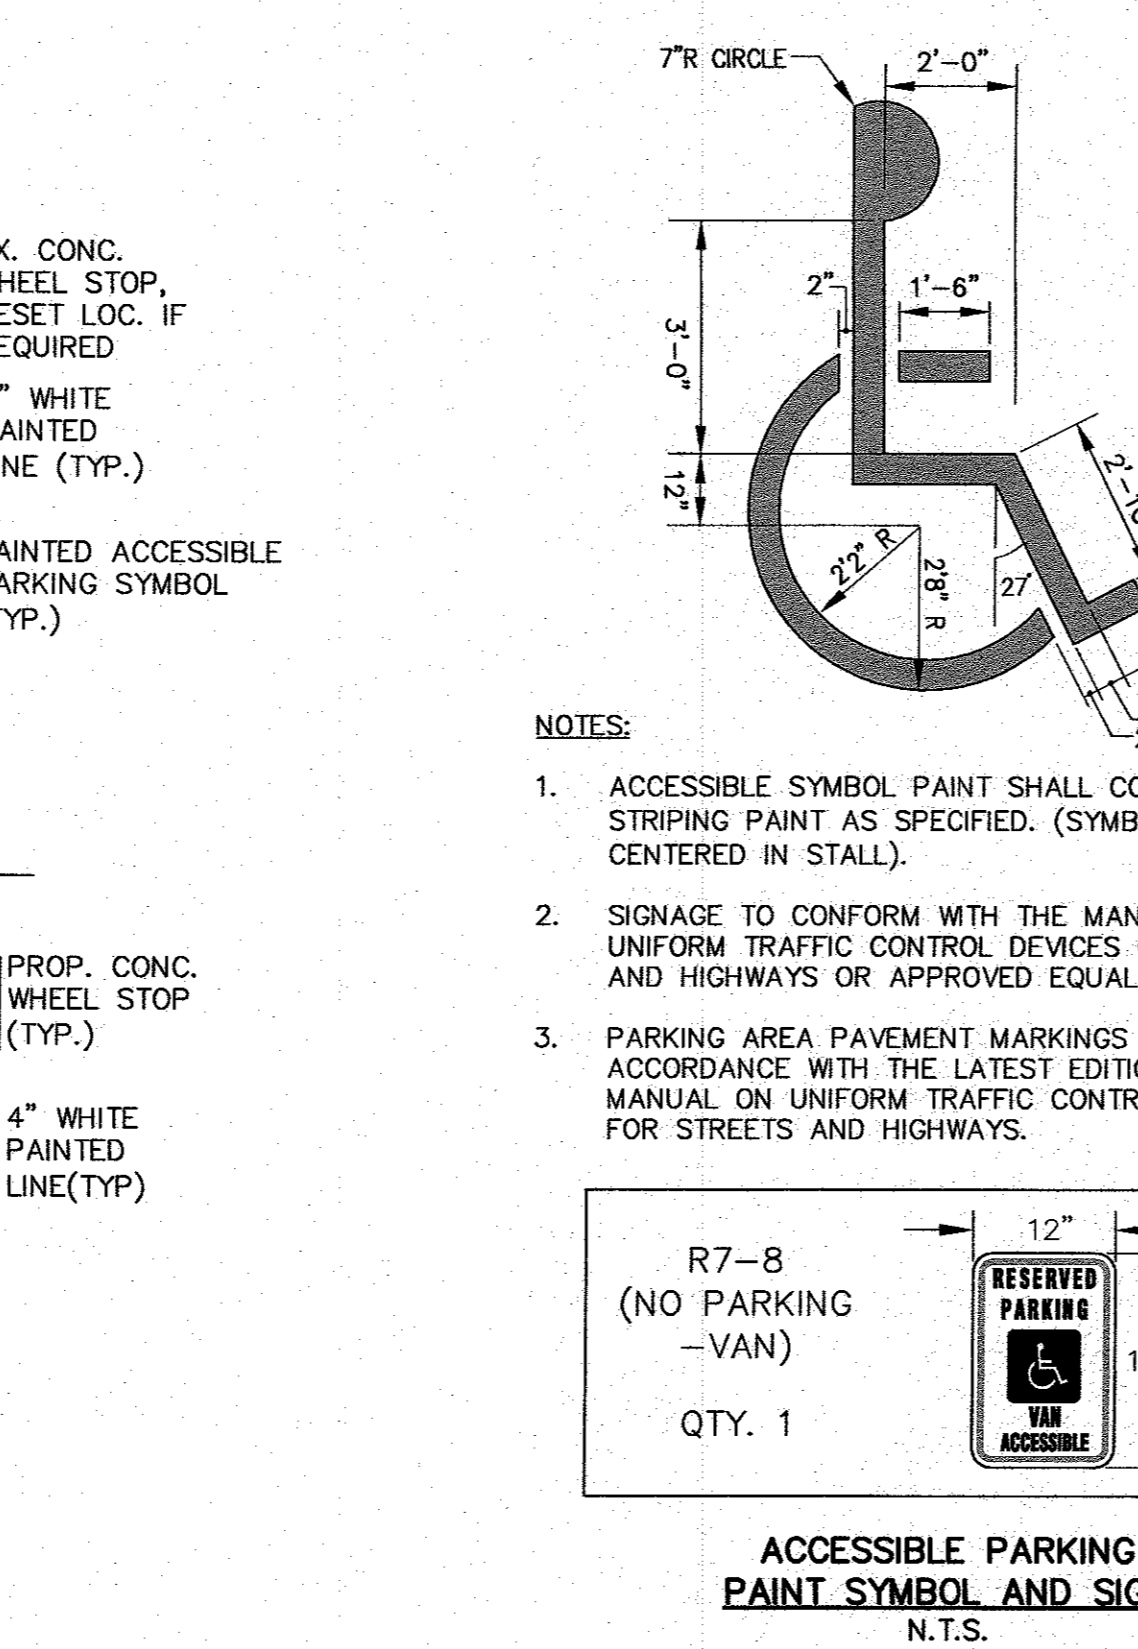 X. CONC.
HEEL STOP,
ESET LOC. IF
EQUIRED
" WHITE
AINTED
NE (TYP.)
AINTED ACCESSIBLE
ARKING SYMBOL
YP.)
PROP. CONC.
WHEEL STOP
(TYP.)
4" WHITE
PAINTED
LINE(TYP)
7"R CIRCLE
2'-0"
2"
1'-6"
3'-0"
12"
2'2" R
2'8" R
27°
NOTES:
1. ACCESSIBLE SYMBOL PAINT SHALL CO
STRIPING PAINT AS SPECIFIED. (SYMB
CENTERED IN STALL).
2. SIGNAGE TO CONFORM WITH THE MAN
UNIFORM TRAFFIC CONTROL DEVICES
AND HIGHWAYS OR APPROVED EQUAL
3. PARKING AREA PAVEMENT MARKINGS
ACCORDANCE WITH THE LATEST EDITI
MANUAL ON UNIFORM TRAFFIC CONTR
FOR STREETS AND HIGHWAYS.
R7-8
(NO PARKING
-VAN)
QTY. 1
12"
RESERVED
PARKING
VAN
ACCESSIBLE
ACCESSIBLE PARKING
PAINT SYMBOL AND SIG
N.T.S.